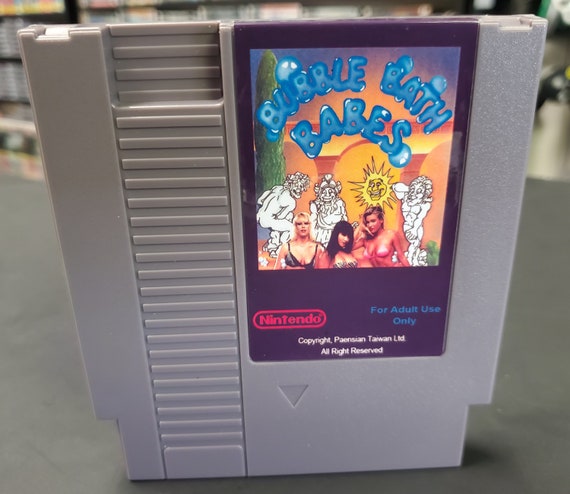 BUBBLE BATH
BABES
Nintendo
For Adult Use
Only
Copyright, Paensian Taiwan Ltd.
All Right Reserved